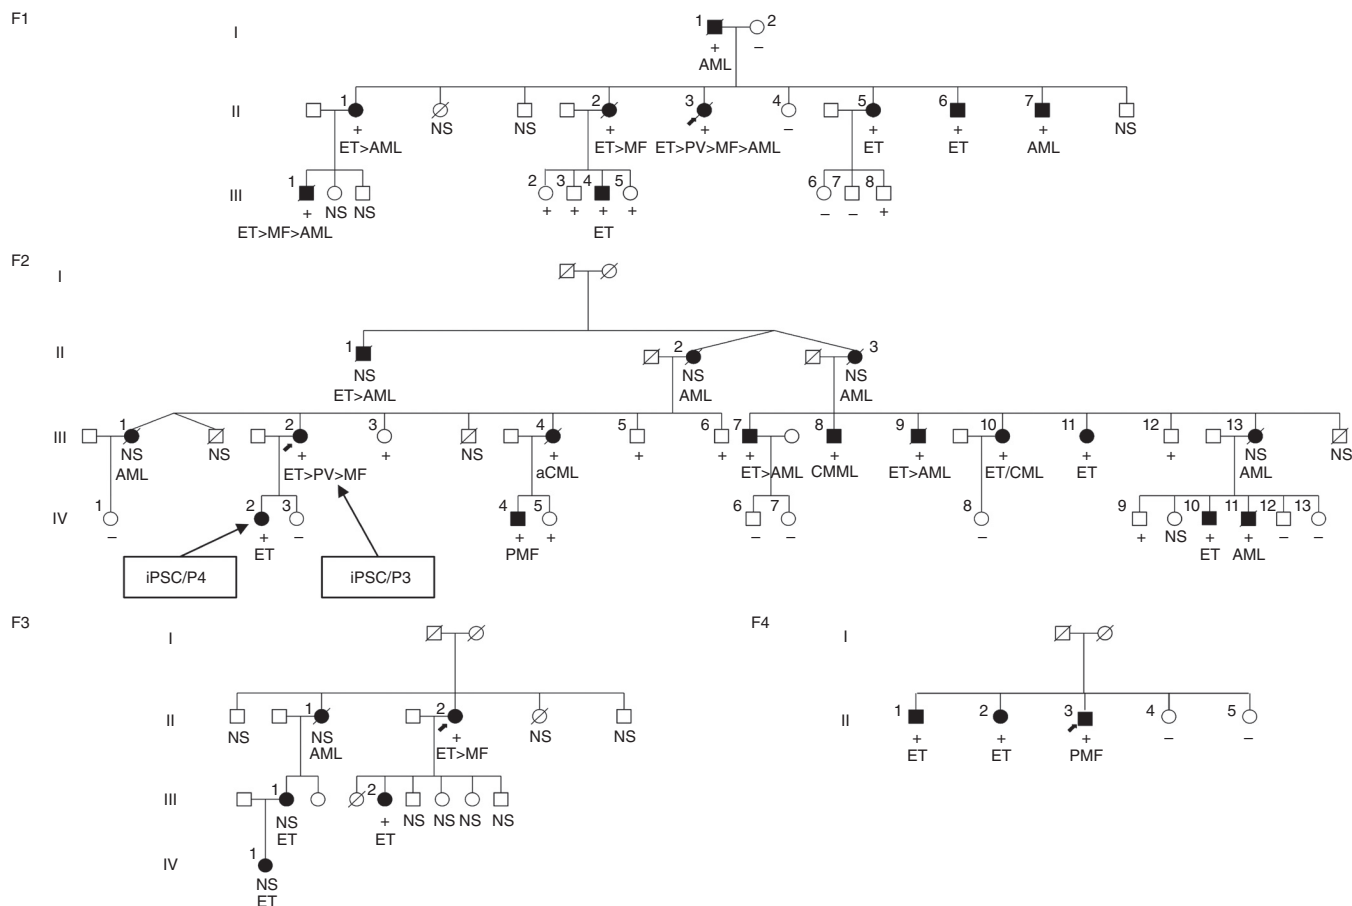 F1
I
1 2
+ −
AML
II
1 2 3 4 5 6 7
+ NS NS + + − + + + NS
ET>AML ET>MF ET>PV>MF>AML ET ET AML
III
1 2 3 4 5 6 7 8
+ NS NS + + + + − − +
ET>MF>AML ET
F2
I
II
1 2 3
NS NS NS
ET>AML AML AML
III
1 2 3 4 5 6 7 8 9 10 11 12 13
NS NS + + NS + + + + + + + + + NS NS
AML ET>PV>MF aCML ET>AML CMML ET>AML ET/CML ET AML
IV
1 2 3 4 5 6 7 8 9 10 11 12 13
− + − + + − − − + NS + + − −
ET PMF ET AML
iPSC/P4 iPSC/P3
F3
I
II
1 2
NS NS + NS NS
AML ET>MF
III
1 2
NS + NS NS NS NS
ET ET
IV
1
NS
ET
F4
I
II
1 2 3 4 5
+ + + − −
ET ET PMF